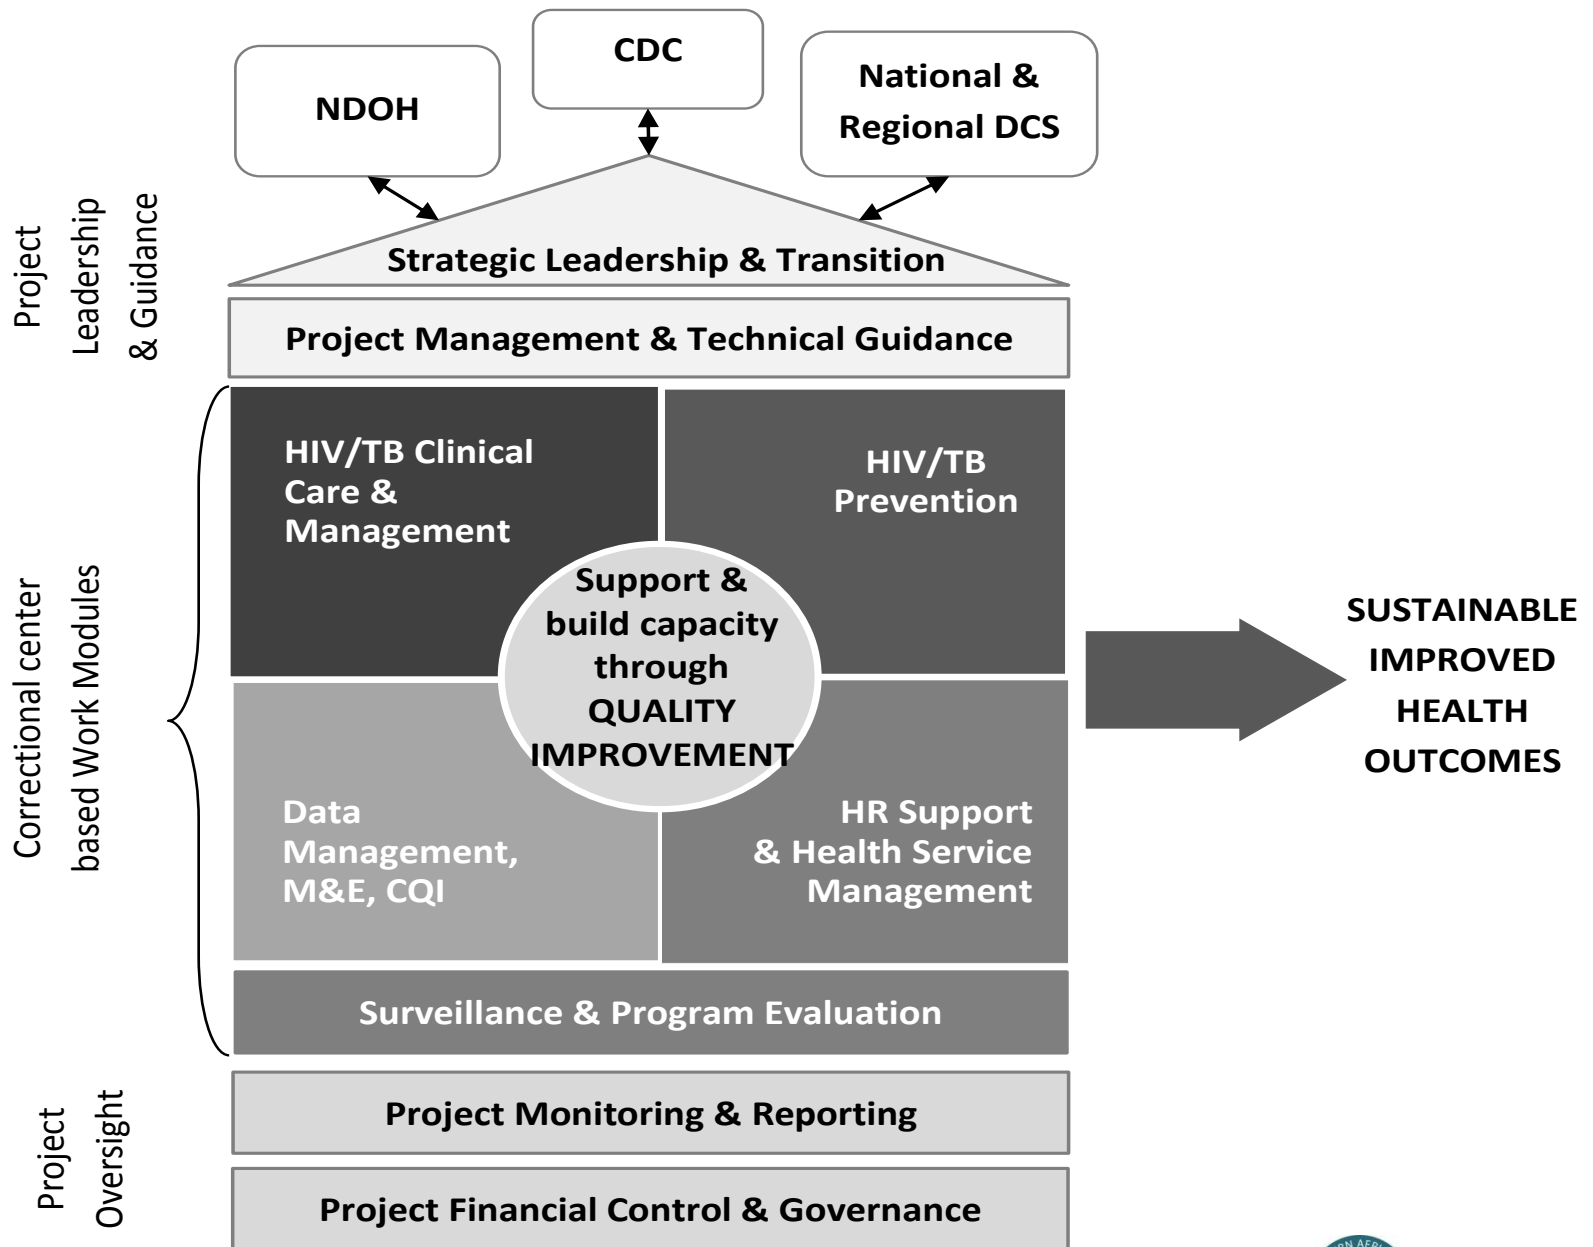 CDC
NDOH
National &
Regional DCS
Project
Leadership
& Guidance
Strategic Leadership & Transition
Project Management & Technical Guidance
Correctional center
based Work Modules
HIV/TB Clinical
Care &
Management
HIV/TB
Prevention
Support &
build capacity
through
QUALITY
IMPROVEMENT
Data
Management,
M&E, CQI
HR Support
& Health Service
Management
Surveillance & Program Evaluation
SUSTAINABLE
IMPROVED
HEALTH
OUTCOMES
Project
Oversight
Project Monitoring & Reporting
Project Financial Control & Governance